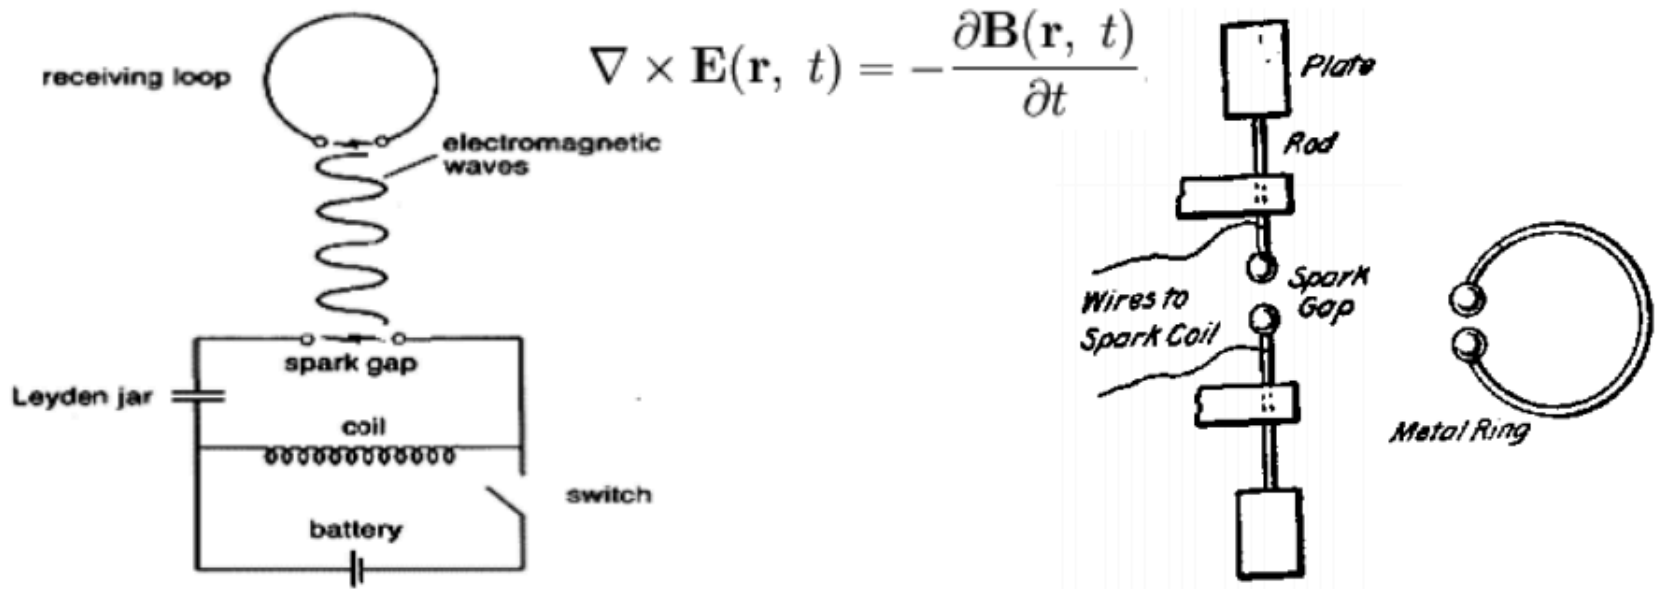 receiving loop
electromagnetic
waves
spark gap
Leyden jar
coil
switch
battery
∇ × E(r, t) = −∂B(r, t)/∂t
Plate
Rod
Spark
Gap
Wires to
Spark Coil
Metal Ring